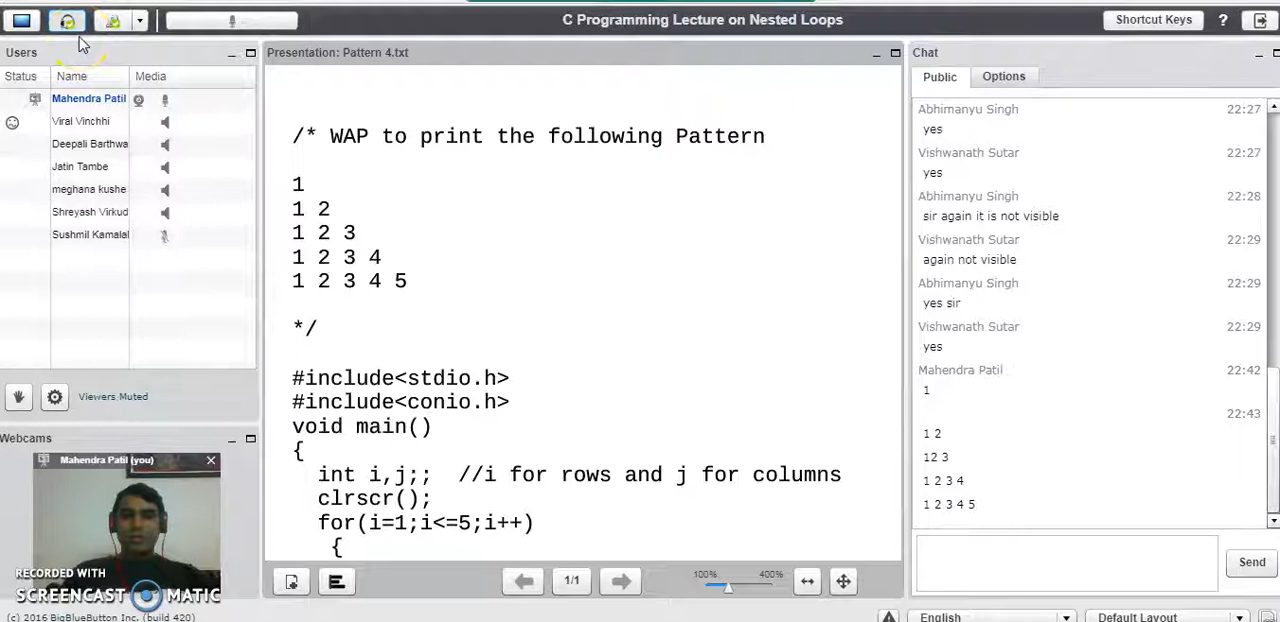 C Programming Lecture on Nested Loops
Shortcut Keys
?
Users
Status Name Media
Mahendra Patil
Viral Vinchhi
Deepali Barthwa
Jatin Tambe
meghana kushe
Shreyash Virkud
Sushmil Kamalal
Viewers Muted
Webcams
Mahendra Patil (you)
RECORDED WITH
SCREENCAST MATIC
(c) 2016 BigBlueButton Inc. (build 420)
Presentation: Pattern 4.txt
/* WAP to print the following Pattern
1
1 2
1 2 3
1 2 3 4
1 2 3 4 5
*/
#include<stdio.h>
#include<conio.h>
void main()
{
int i,j;; //i for rows and j for columns
clrscr();
for(i=1;i<=5;i++)
{
1/1
100% 400%
Chat
Public Options
Abhimanyu Singh 22:27
yes
Vishwanath Sutar 22:27
yes
Abhimanyu Singh 22:28
sir again it is not visible
Vishwanath Sutar 22:29
again not visible
Abhimanyu Singh 22:29
yes sir
Vishwanath Sutar 22:29
yes
Mahendra Patil 22:42
1
22:43
1 2
12 3
1 2 3 4
1 2 3 4 5
Send
English
Default Layout